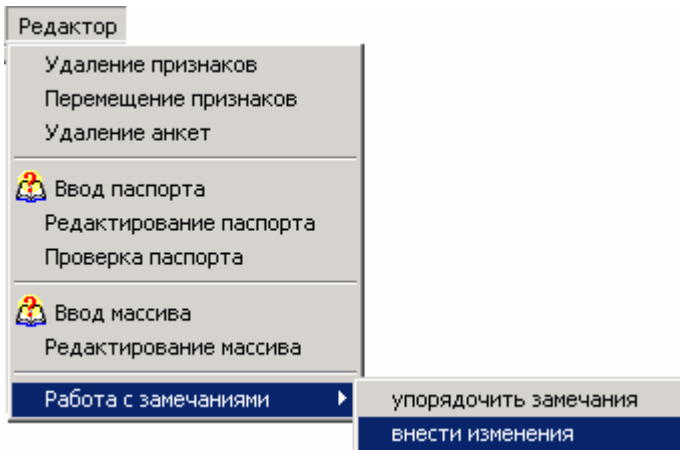 Редактор
Удаление признаков
Перемещение признаков
Удаление анкет
Ввод паспорта
Редактирование паспорта
Проверка паспорта
Ввод массива
Редактирование массива
Работа с замечаниями
упорядочить замечания
внести изменения